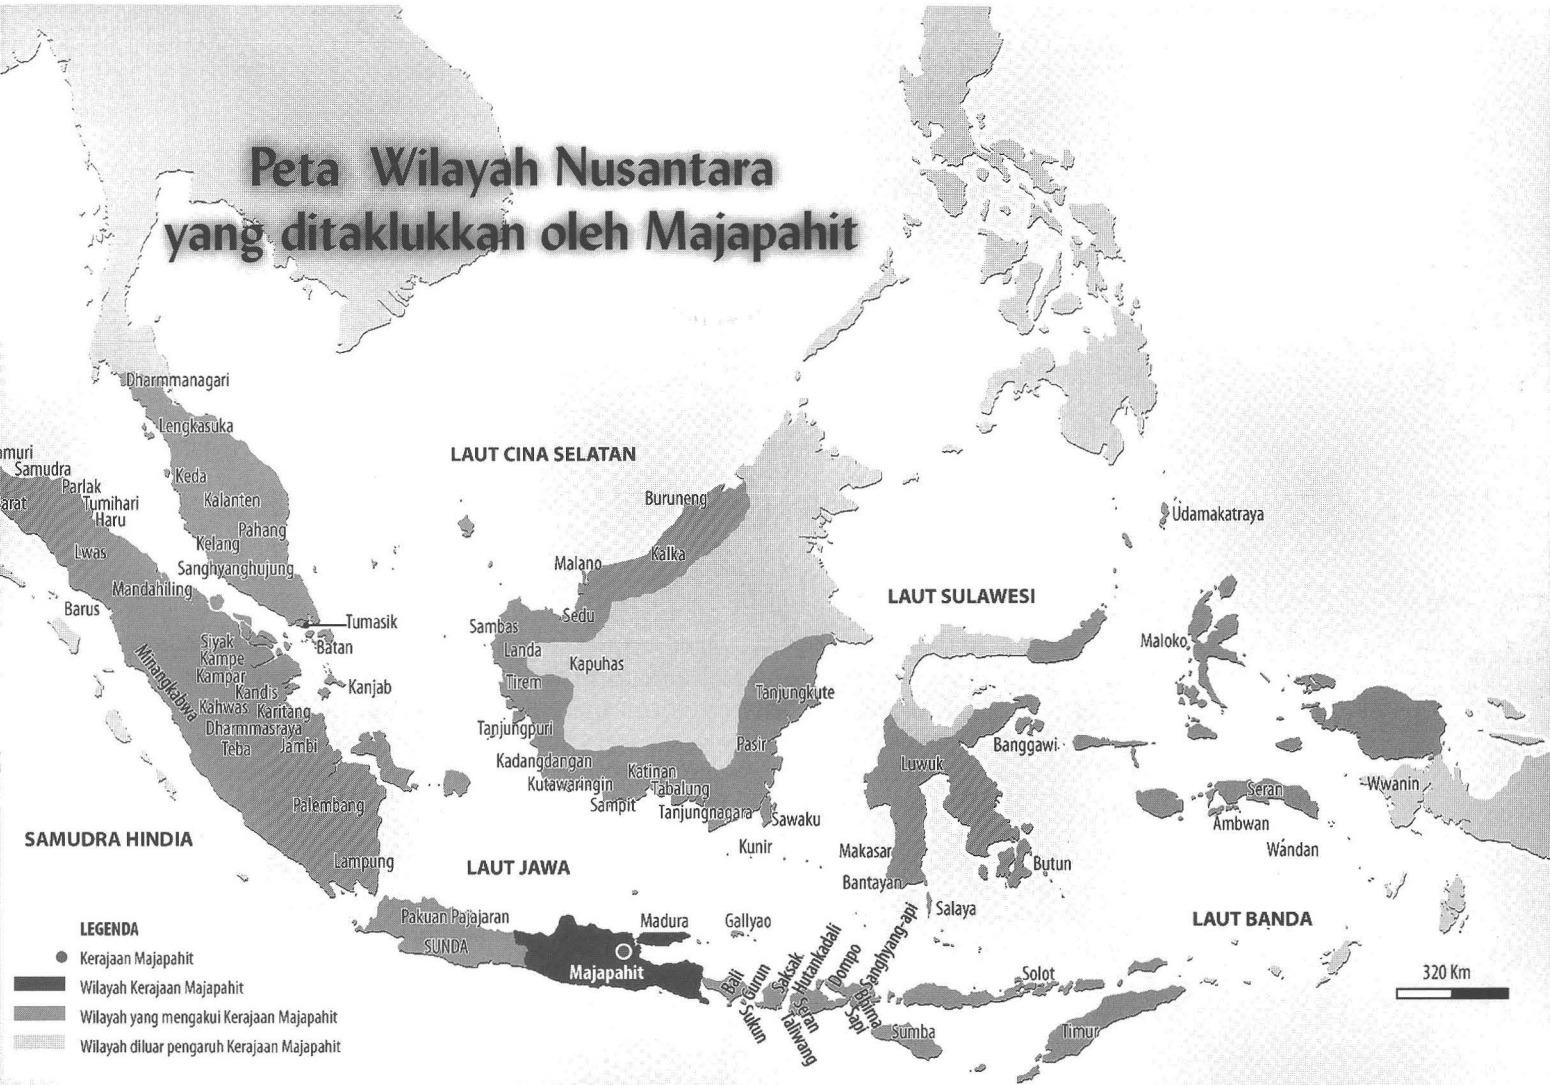 Peta Wilayah Nusantara
yang ditaklukkan oleh Majapahit
Dharmmanagari
Lengkasuka
Keda
Kalanten
Pahang
Kelang
Sanghyanghujung
Tumasik
Batan
Kanjab
amuri
Samudra
Parlak
arat
Tumihari
Haru
Lwas
Mandahiling
Barus
Minangkabwa
Siyak
Kampe
Kampar
Kandis
Kahwas
Karitang
Dharmmasraya
Teba
Jambi
Palembang
Lampung
SAMUDRA HINDIA
LAUT CINA SELATAN
Buruneng
Kalka
Malano
Sedu
Sambas
Landa
Kapuhas
Tirem
Tanjungkute
Tanjungpuri
Pasir
Kadangdangan
Katinan
Kutawaringin
Tabalung
Sampit
Tanjungnagara
Sawaku
Kunir
LAUT JAWA
LAUT SULAWESI
Udamakatraya
Maloko
Banggawi
Luwuk
Makasar
Bantayan
Butun
Salaya
Wwanin
Seran
Ambwan
Wandan
LAUT BANDA
Pakuan Pajajaran
SUNDA
Majapahit
Madura
Gallyao
Bali
Gurun
Sukun
Saksak
Hutankadali
Seran
Taliwang
Dompo
Sanghyang-api
Bhima
Sapi
Sumba
Solot
Timur
320 Km
LEGENDA
Kerajaan Majapahit
Wilayah Kerajaan Majapahit
Wilayah yang mengakui Kerajaan Majapahit
Wilayah diluar pengaruh Kerajaan Majapahit